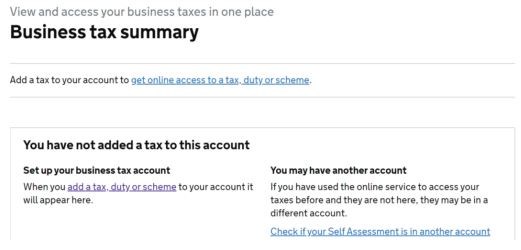 View and access your business taxes in one place
Business tax summary
Add a tax to your account to get online access to a tax, duty or scheme.
You have not added a tax to this account
Set up your business tax account
When you add a tax, duty or scheme to your account it
will appear here.
You may have another account
If you have used the online service to access your
taxes before and they are not here, they may be in a
different account.
Check if your Self Assessment is in another account